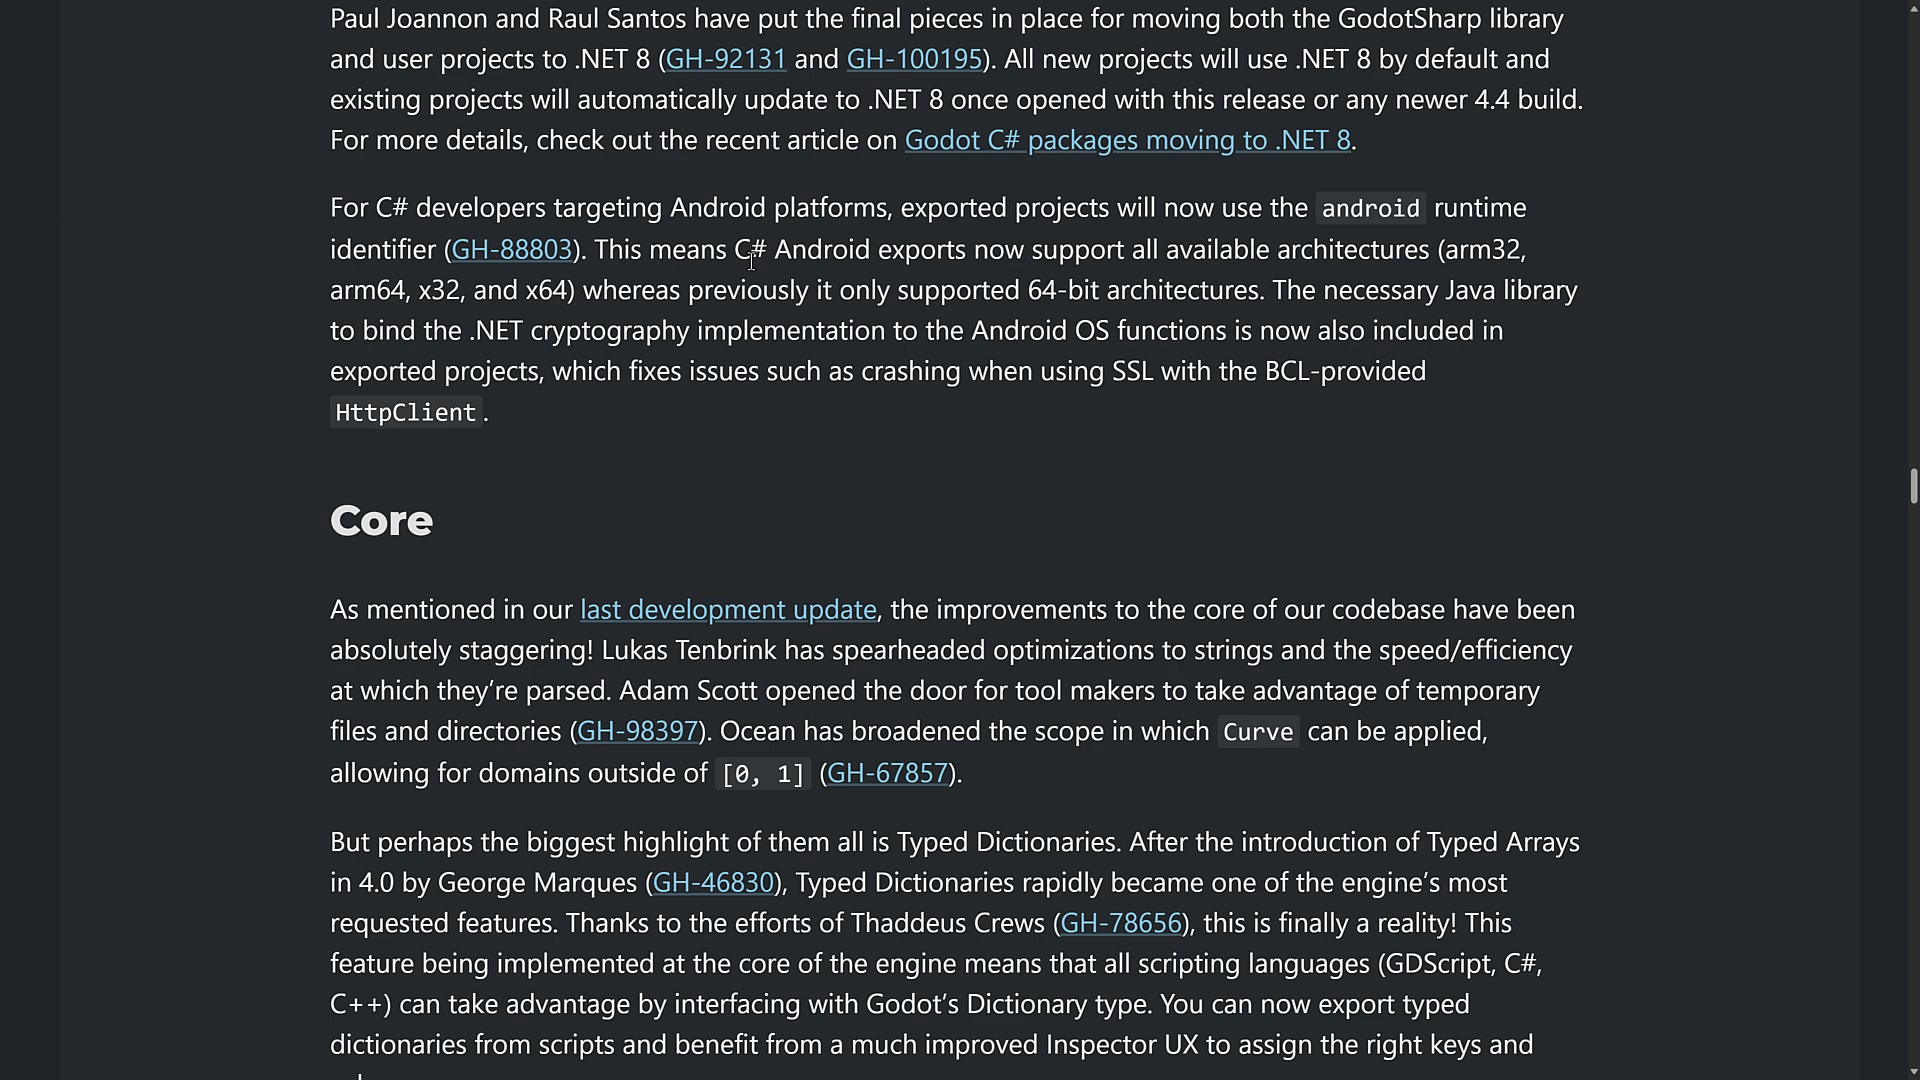 Paul Joannon and Raul Santos have put the final pieces in place for moving both the GodotSharp library
and user projects to .NET 8 (GH-92131 and GH-100195). All new projects will use .NET 8 by default and
existing projects will automatically update to .NET 8 once opened with this release or any newer 4.4 build.
For more details, check out the recent article on Godot C# packages moving to .NET 8.
For C# developers targeting Android platforms, exported projects will now use the android runtime
identifier (GH-88803). This means C# Android exports now support all available architectures (arm32,
arm64, x32, and x64) whereas previously it only supported 64-bit architectures. The necessary Java library
to bind the .NET cryptography implementation to the Android OS functions is now also included in
exported projects, which fixes issues such as crashing when using SSL with the BCL-provided
HttpClient.
Core
As mentioned in our last development update, the improvements to the core of our codebase have been
absolutely staggering! Lukas Tenbrink has spearheaded optimizations to strings and the speed/efficiency
at which they’re parsed. Adam Scott opened the door for tool makers to take advantage of temporary
files and directories (GH-98397). Ocean has broadened the scope in which Curve can be applied,
allowing for domains outside of [0, 1] (GH-67857).
But perhaps the biggest highlight of them all is Typed Dictionaries. After the introduction of Typed Arrays
in 4.0 by George Marques (GH-46830), Typed Dictionaries rapidly became one of the engine’s most
requested features. Thanks to the efforts of Thaddeus Crews (GH-78656), this is finally a reality! This
feature being implemented at the core of the engine means that all scripting languages (GDScript, C#,
C++) can take advantage by interfacing with Godot’s Dictionary type. You can now export typed
dictionaries from scripts and benefit from a much improved Inspector UX to assign the right keys and